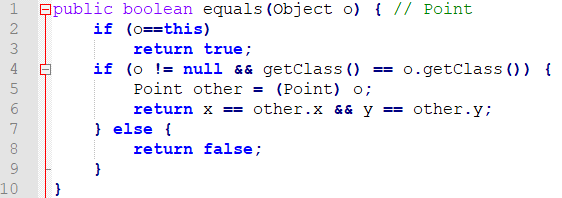 1 public boolean equals(Object o) { // Point
2     if (o==this)
3         return true;
4     if (o != null && getClass() == o.getClass()) {
5         Point other = (Point) o;
6         return x == other.x && y == other.y;
7     } else {
8         return false;
9     }
10 }